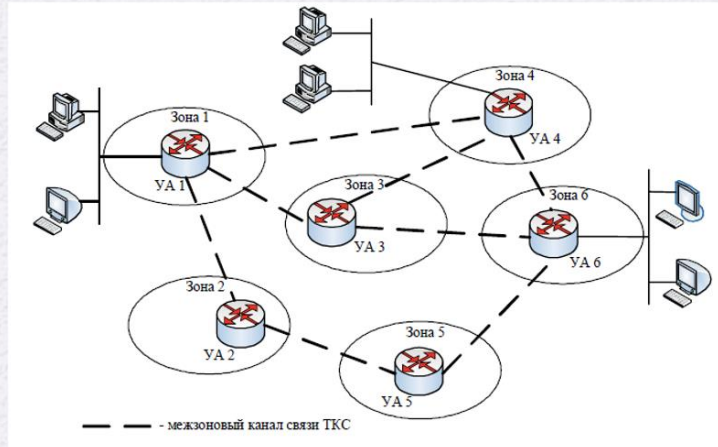 Зона 4
УА 4
Зона 1
УА 1
Зона 3
УА 3
Зона 6
УА 6
Зона 2
УА 2
Зона 5
УА 5
- межзоновый канал связи ТКС